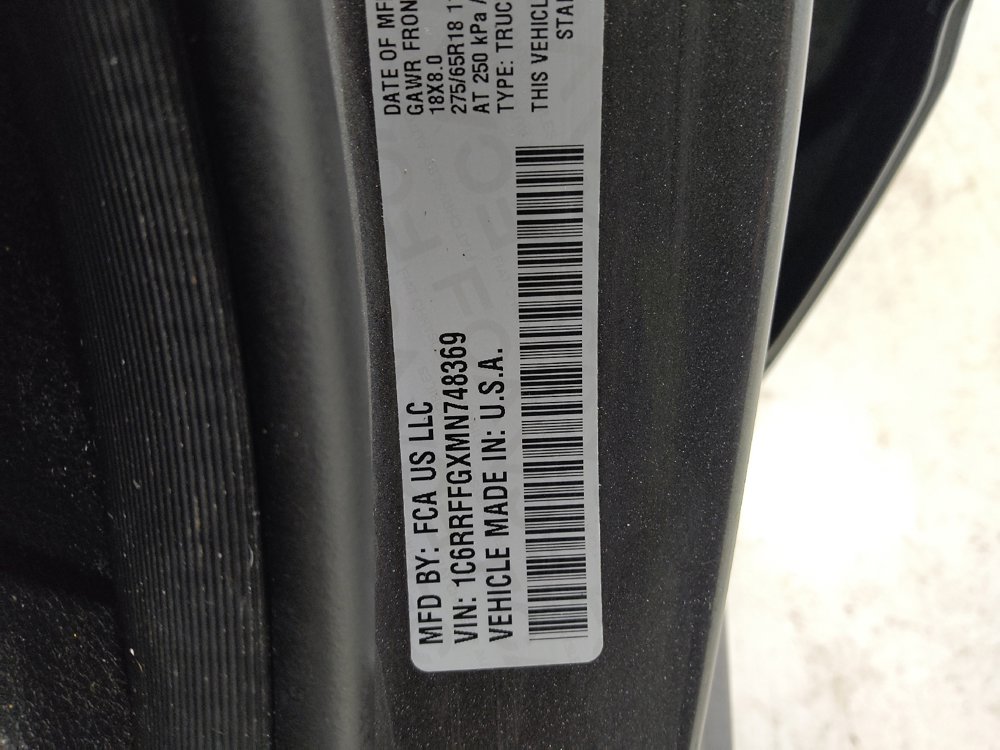 MFD BY: FCA US LLC
VIN: 1C6RRFFGXMN748369
VEHICLE MADE IN: U.S.A.
DATE OF MF
GAWR FRON
18X8.0
275/65R18 1
AT 250 kPa /
TYPE: TRUC
THIS VEHICL
STA